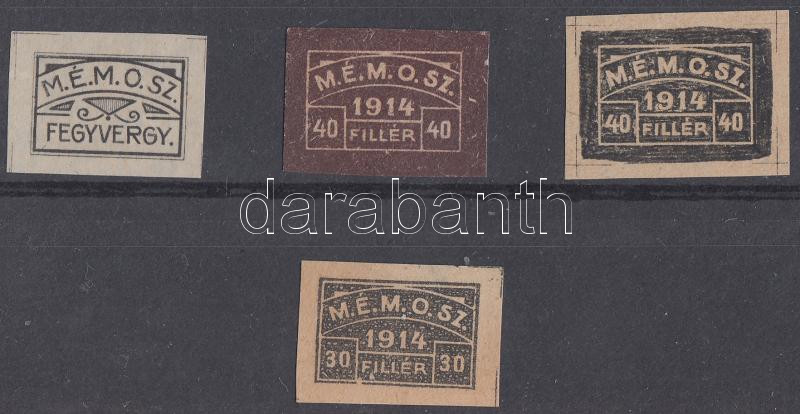 M.É.M.O.SZ.
FEGYVERGY.
M.É.M.O.SZ.
1914
40 FILLÉR 40
M.É.M.O.SZ.
1914
40 FILLÉR 40
darabanth
M.É.M.O.SZ.
1914
30 FILLÉR 30